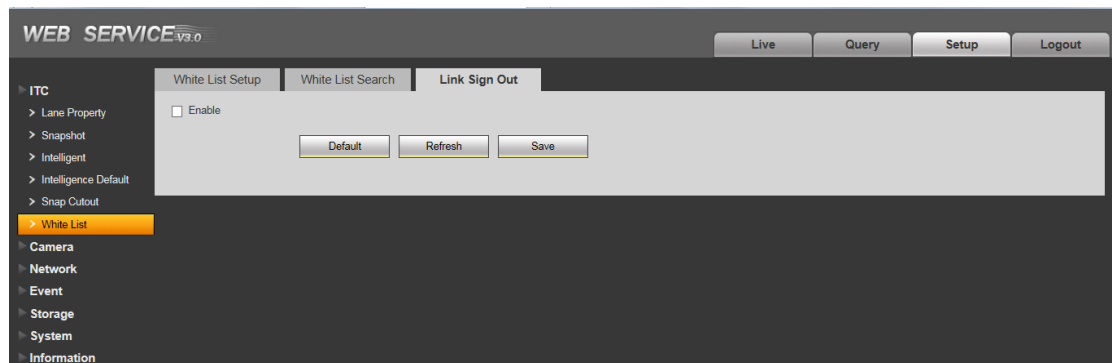 WEB SERVICE V3.0
Live Query Setup Logout
White List Setup White List Search Link Sign Out
Enable
Default Refresh Save
ITC
> Lane Property
> Snapshot
> Intelligent
> Intelligence Default
> Snap Cutout
> White List
Camera
Network
Event
Storage
System
Information